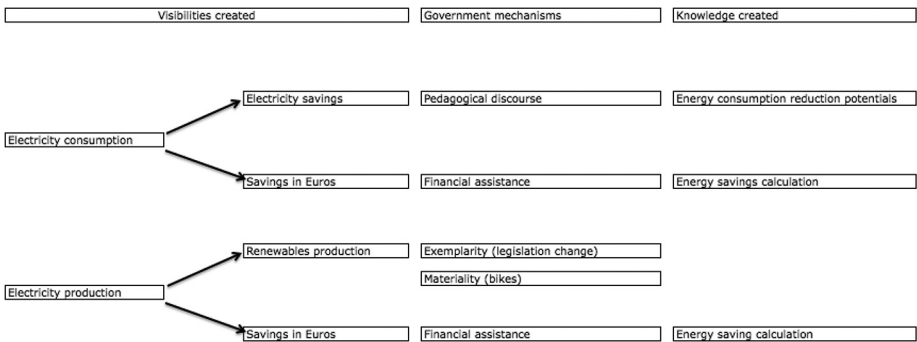 Visibilities created
Government mechanisms
Knowledge created
Electricity savings
Pedagogical discourse
Energy consumption reduction potentials
Electricity consumption
Savings in Euros
Financial assistance
Energy savings calculation
Renewables production
Exemplarity (legislation change)
Materiality (bikes)
Electricity production
Savings in Euros
Financial assistance
Energy saving calculation